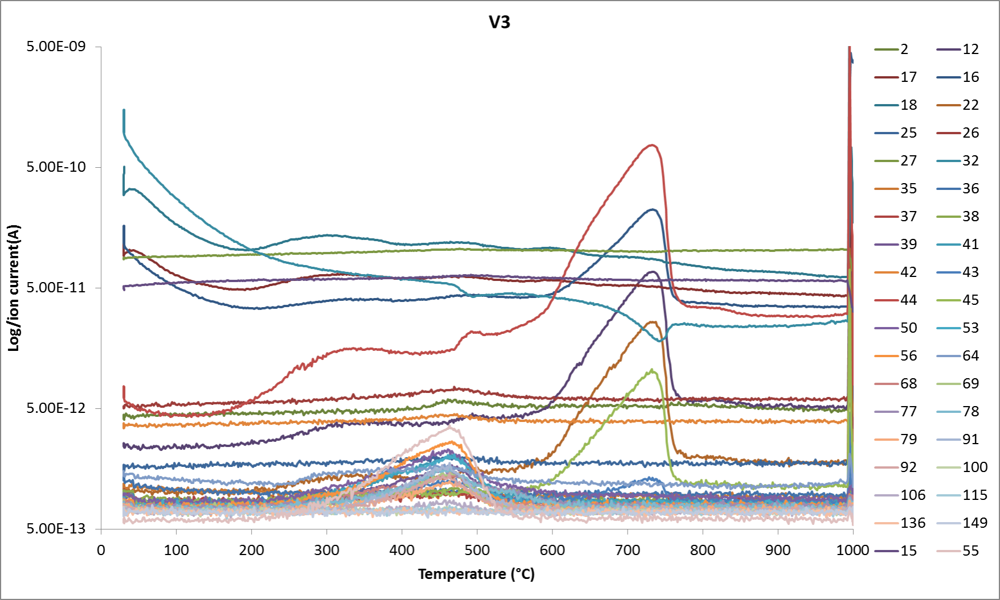 V3
5.00E-09
5.00E-10
5.00E-11
5.00E-12
5.00E-13
Log/ion current(A)
0 100 200 300 400 500 600 700 800 900 1000
Temperature (°C)
2 12
17 16
18 22
25 26
27 32
35 36
37 38
39 41
42 43
44 45
50 53
56 64
68 69
77 78
79 91
92 100
106 115
136 149
15 55